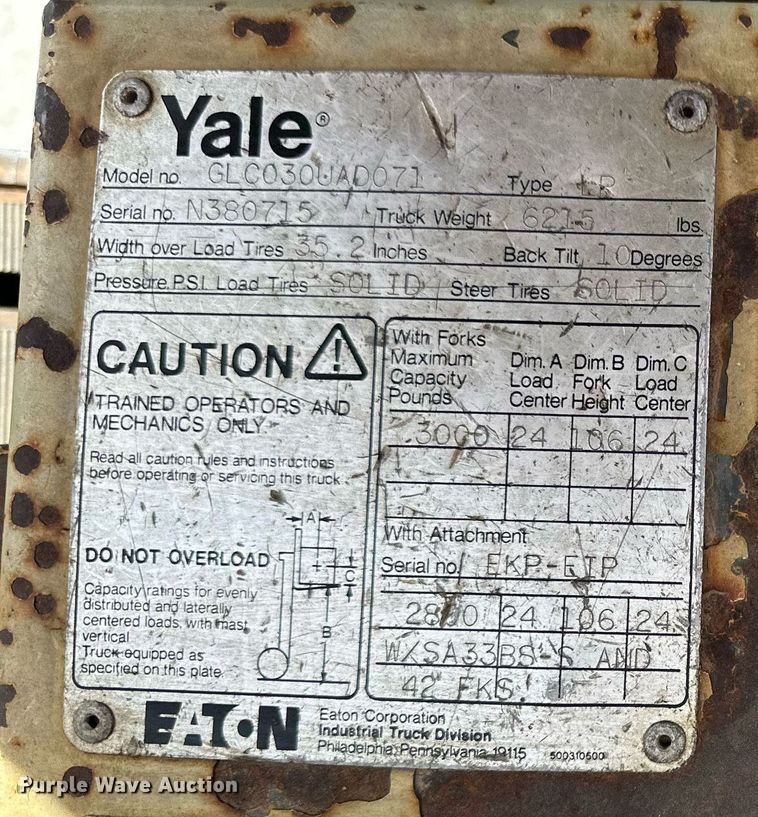 Yale®
Model no. GLC030UAD071 Type LP
Serial no. N380715 Truck Weight 6215 lbs.
Width over Load Tires 35.2 Inches Back Tilt 10 Degrees
Pressure P.S.I. Load Tires SOLID Steer Tires SOLID
CAUTION !
TRAINED OPERATORS AND
MECHANICS ONLY
Read all caution rules and instructions
before operating or servicing this truck.
DO NOT OVERLOAD
Capacity ratings for evenly
distributed and laterally
centered loads, with mast
vertical
Truck equipped as
specified on this plate.
A
C
B
With Forks
Maximum Capacity Pounds
Dim. A Load Center
Dim. B Fork Height
Dim. C Load Center
3000 24 106 24
With Attachment
Serial no. EKP-EIP
24 106 24
WXSA33BS-S AND
42 FKS
EATON
Eaton Corporation
Industrial Truck Division
Philadelphia, Pennsylvania 19115
500310500
Purple Wave Auction